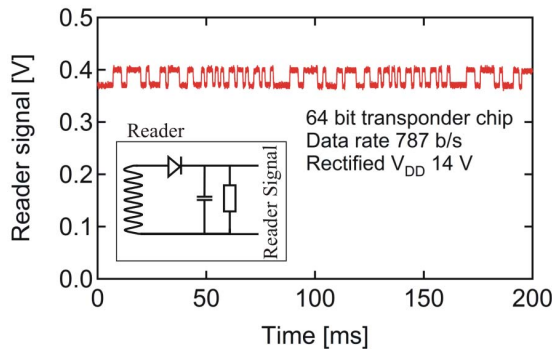 0.5
0.4
0.3
0.2
0.1
0.0
Reader signal [V]
64 bit transponder chip
Data rate 787 b/s
Rectified V_DD 14 V
Reader
Reader Signal
0
50
100
150
200
Time [ms]